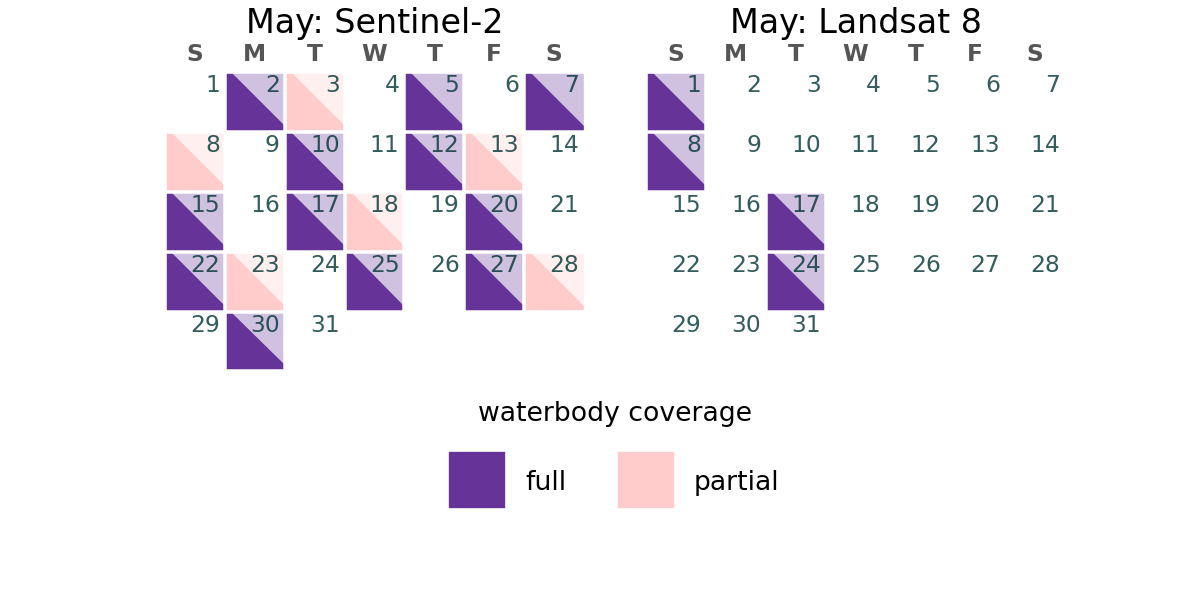 May: Sentinel-2
S M T W T F S
1 2 3 4 5 6 7
8 9 10 11 12 13 14
15 16 17 18 19 20 21
22 23 24 25 26 27 28
29 30 31
May: Landsat 8
S M T W T F S
1 2 3 4 5 6 7
8 9 10 11 12 13 14
15 16 17 18 19 20 21
22 23 24 25 26 27 28
29 30 31
waterbody coverage
full
partial